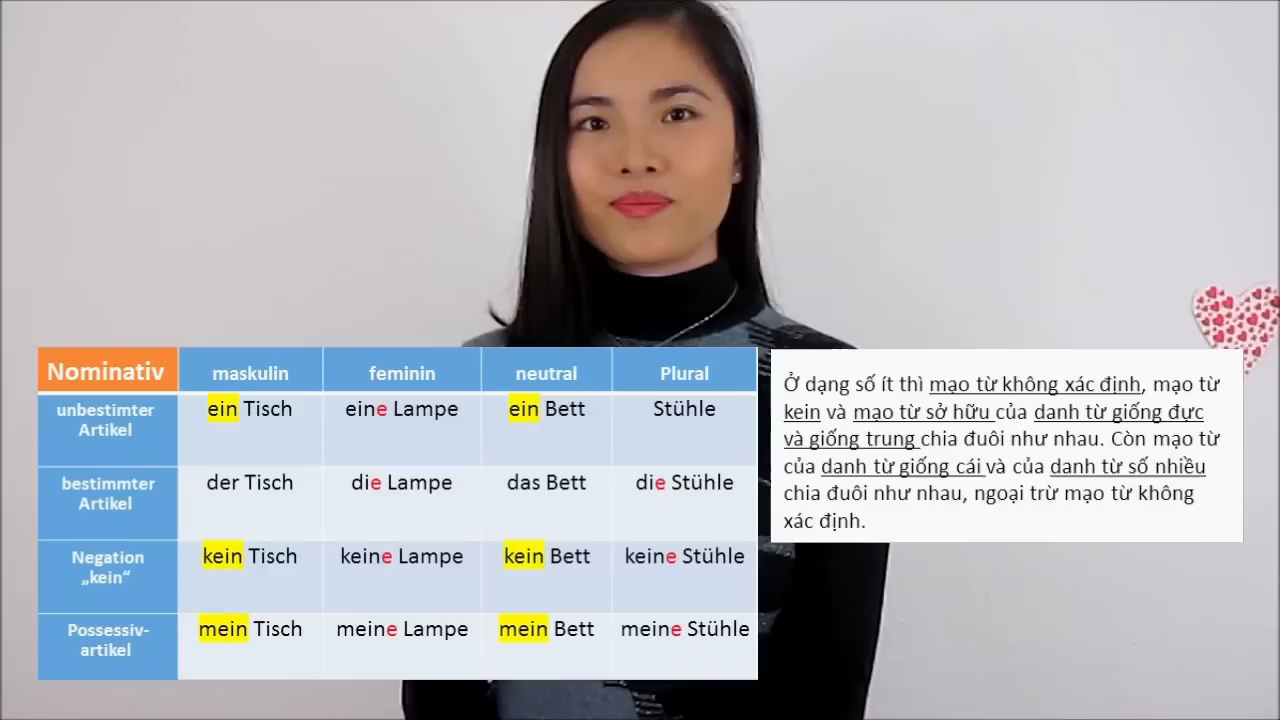 Nominativ maskulin feminin neutral Plural
unbestimter Artikel ein Tisch eine Lampe ein Bett Stühle
bestimmter Artikel der Tisch die Lampe das Bett die Stühle
Negation „kein“ kein Tisch keine Lampe kein Bett keine Stühle
Possessiv-artikel mein Tisch meine Lampe mein Bett meine Stühle
Ở dạng số ít thì mạo từ không xác định, mạo từ
kein và mạo từ sở hữu của danh từ giống đực
và giống trung chia đuôi như nhau. Còn mạo từ
của danh từ giống cái và của danh từ số nhiều
chia đuôi như nhau, ngoại trừ mạo từ không
xác định.